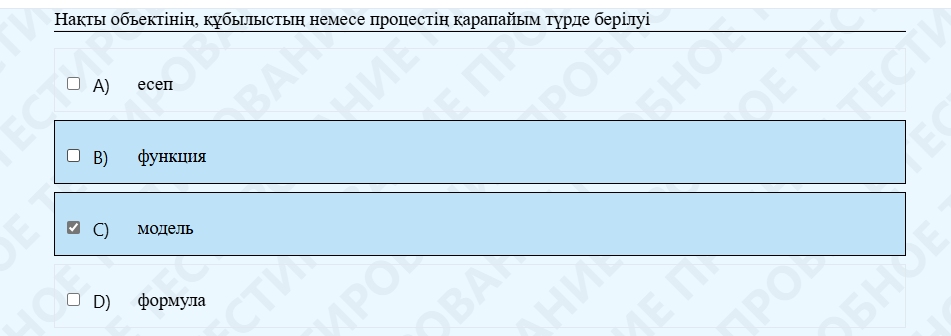 Нақты объектінің, құбылыстың немесе процестің қарапайым түрде берілуі
A) есеп
B) функция
C) модель
D) формула